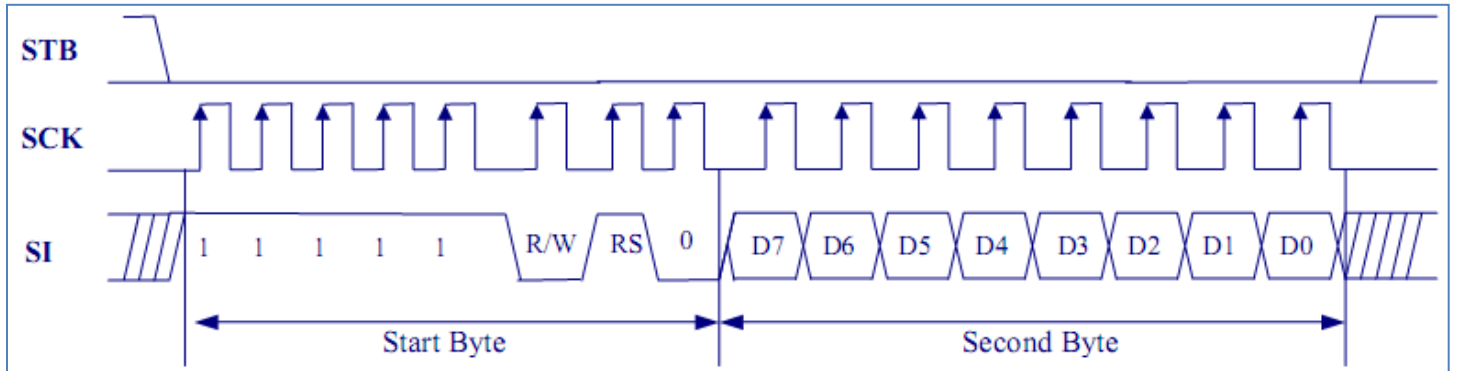 STB
SCK
SI 1 1 1 1 1 R/W RS 0 D7 D6 D5 D4 D3 D2 D1 D0
Start Byte Second Byte